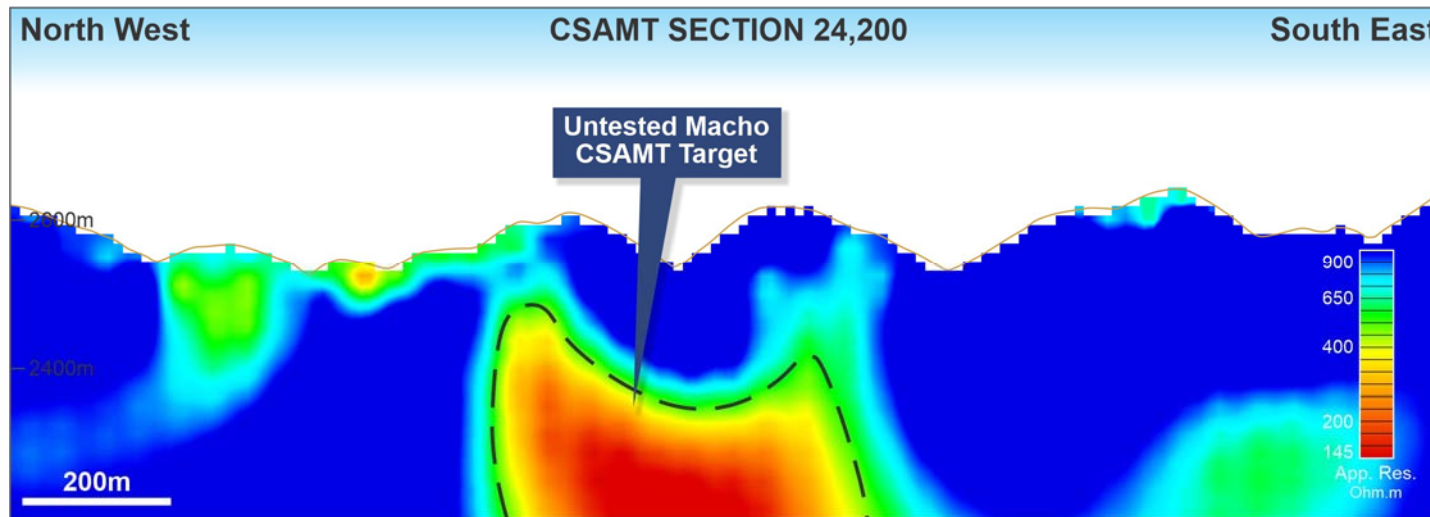 North West
CSAMT SECTION 24,200
South East
Untested Macho
CSAMT Target
2600m
2400m
900
650
400
200
145
App. Res.
Ohm.m
200m